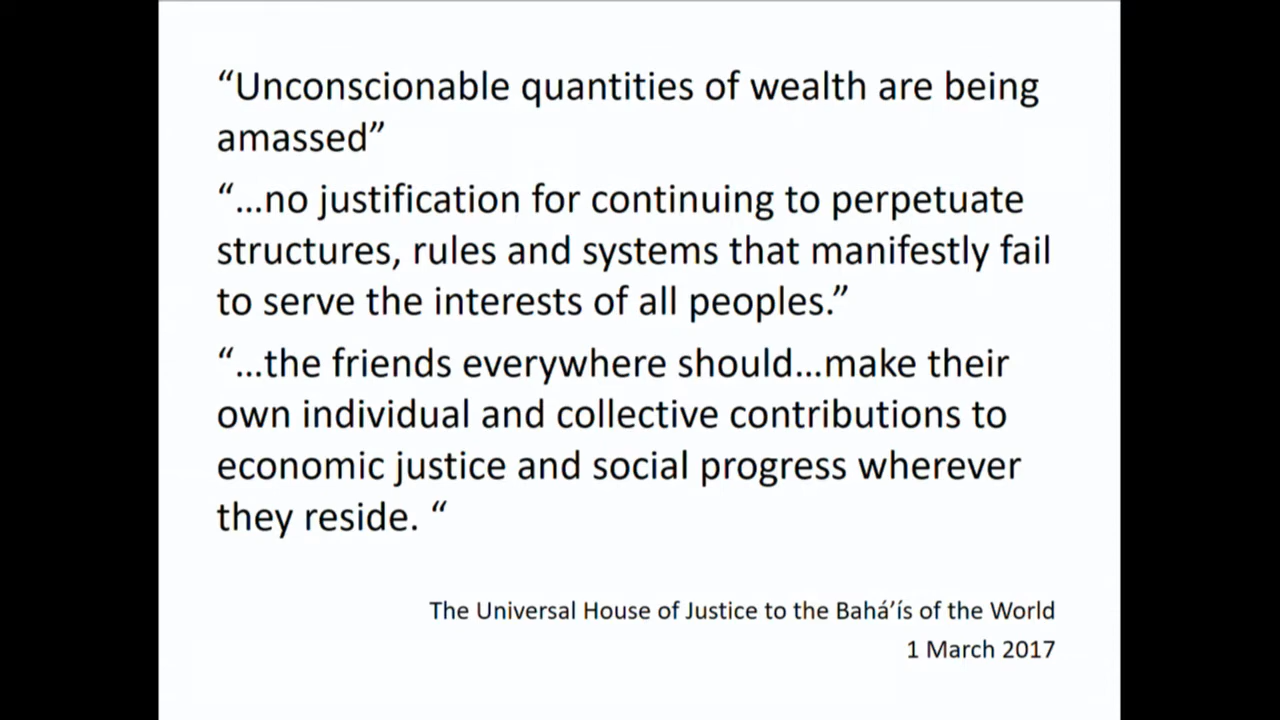 “Unconscionable quantities of wealth are being
amassed”
“…no justification for continuing to perpetuate
structures, rules and systems that manifestly fail
to serve the interests of all peoples.”
“…the friends everywhere should…make their
own individual and collective contributions to
economic justice and social progress wherever
they reside. “
The Universal House of Justice to the Bahá’ís of the World
1 March 2017